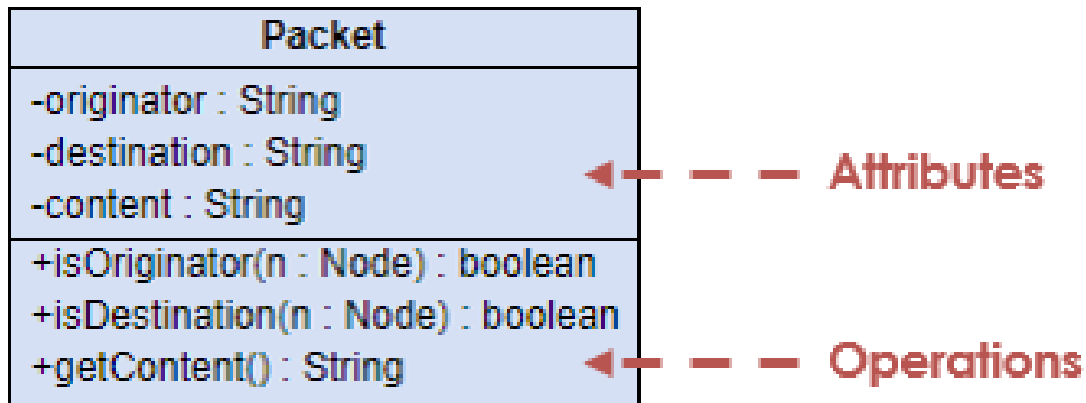 Packet
-originator : String
-destination : String
-content : String
Attributes
+isOriginator(n : Node) : boolean
+isDestination(n : Node) : boolean
+getContent() : String
Operations